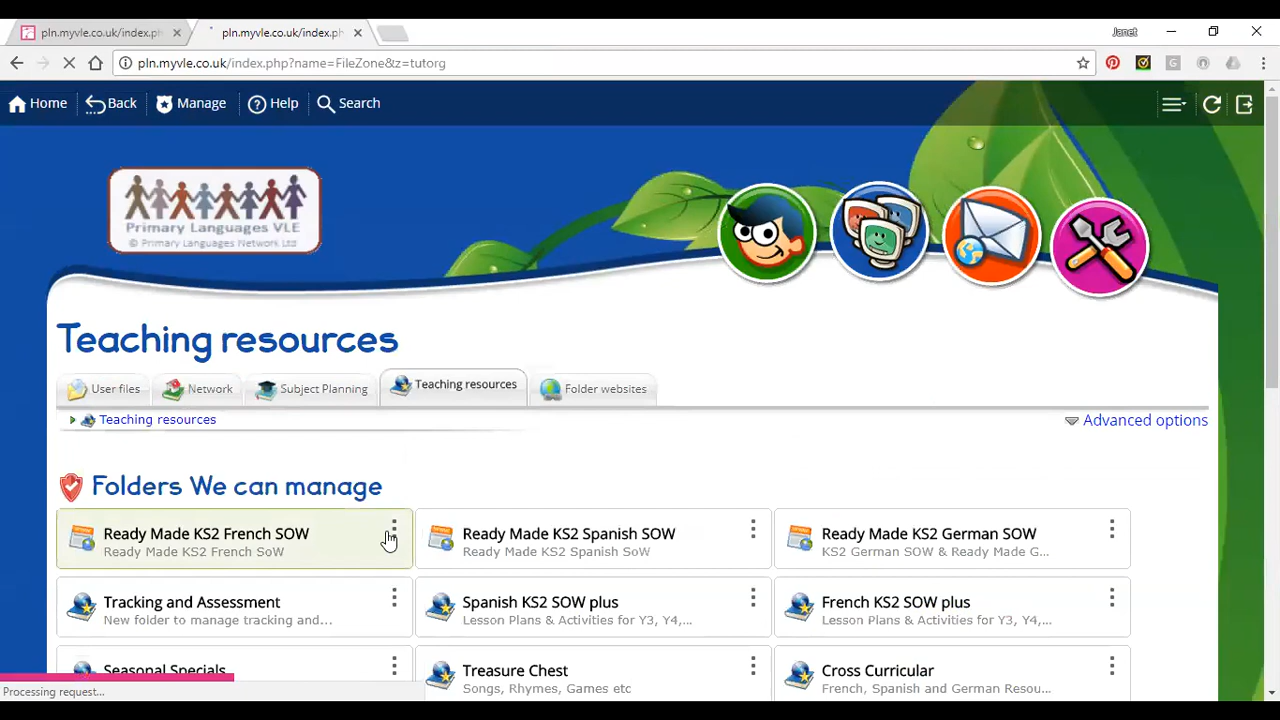 pln.myvle.co.uk/index.ph
pln.myvle.co.uk/index.ph
Janet
pln.myvle.co.uk/index.php?name=FileZone&z=tutorg
Home
Back
Manage
Help
Search
Primary Languages VLE
© Primary Languages Network Ltd
Teaching resources
User files
Network
Subject Planning
Teaching resources
Folder websites
Teaching resources
Advanced options
Folders We can manage
Ready Made KS2 French SOW
Ready Made KS2 French SoW
Ready Made KS2 Spanish SOW
Ready Made KS2 Spanish SoW
Ready Made KS2 German SOW
KS2 German SOW & Ready Made G...
Tracking and Assessment
New folder to manage tracking and...
Spanish KS2 SOW plus
Lesson Plans & Activities for Y3, Y4,...
French KS2 SOW plus
Lesson Plans & Activities for Y3, Y4,...
Seasonal Specials
Treasure Chest
Songs, Rhymes, Games etc
Cross Curricular
French, Spanish and German Resou...
Processing request...